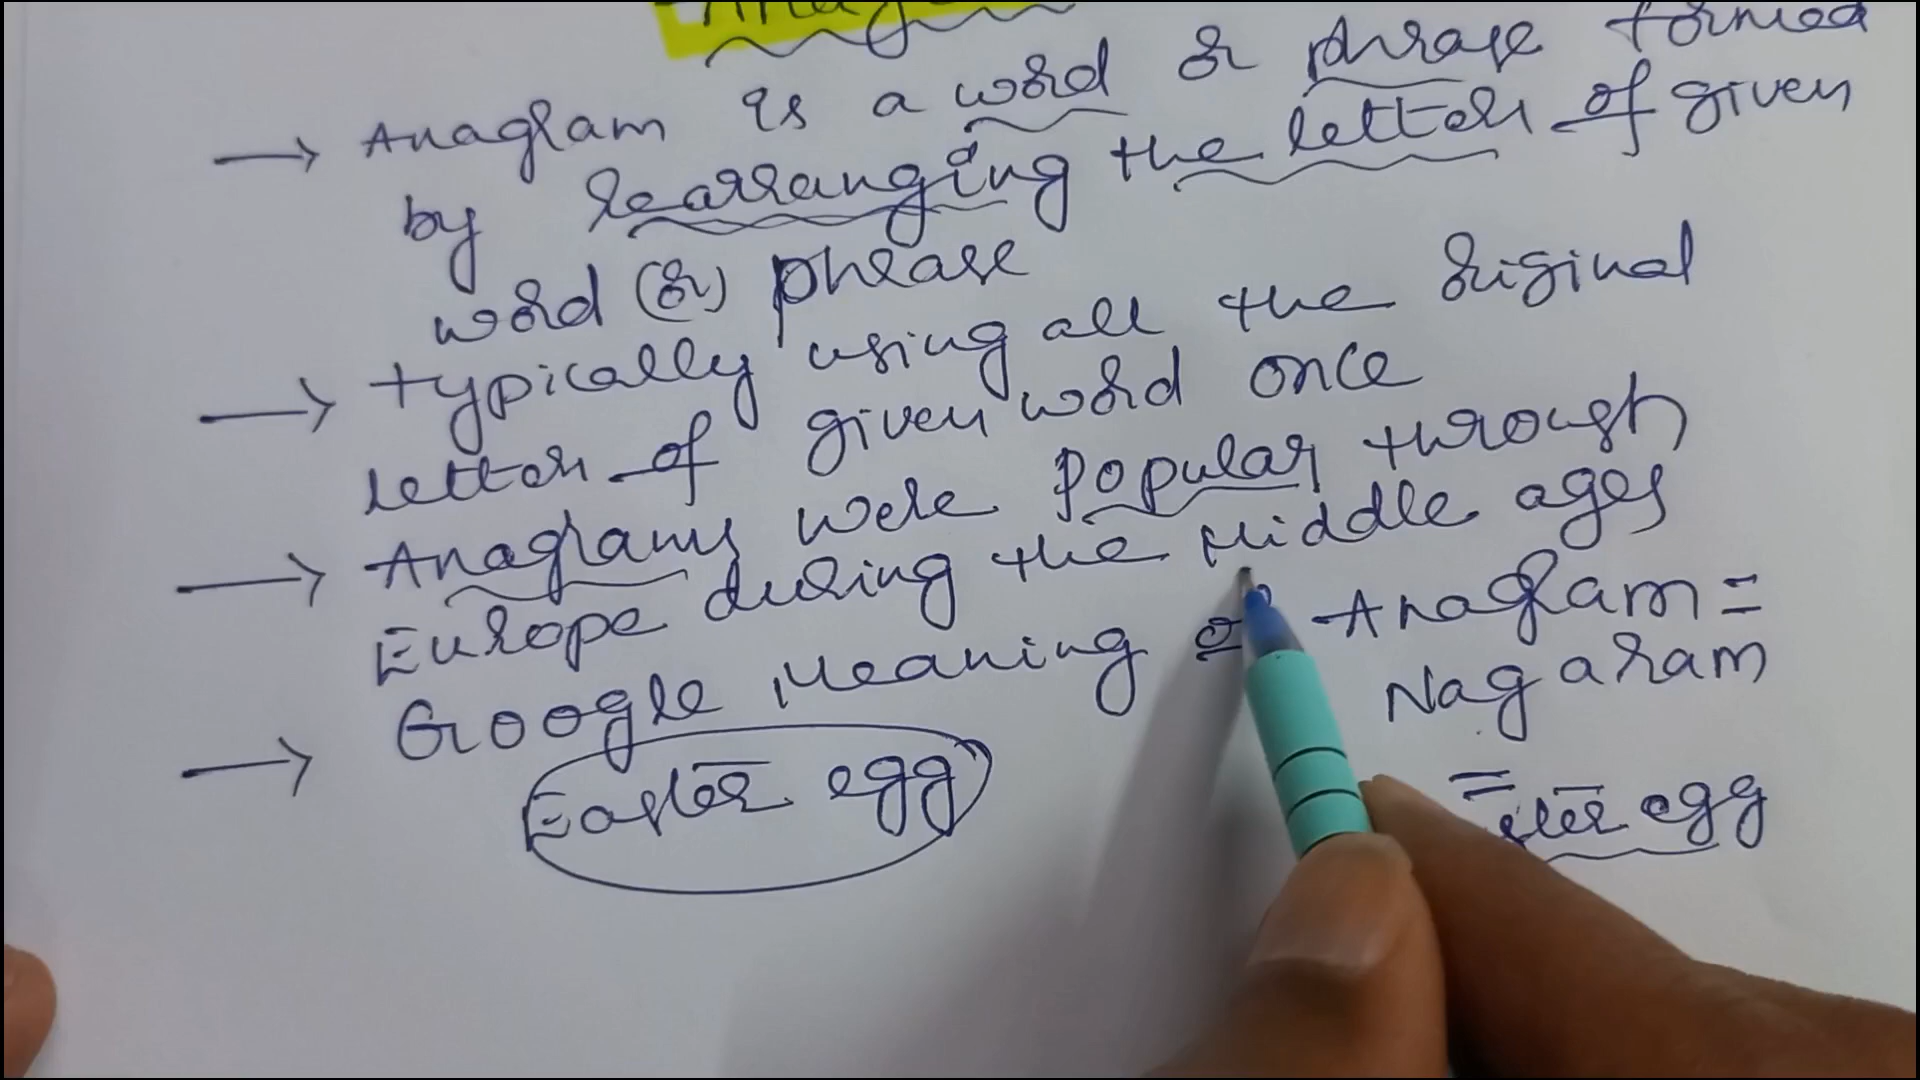 Anagram is a word or phrase formed
by rearranging the letters of given
word (or) phrase
typically using all the original
letters of given word once
Anagrams were Popular through
Europe during the Middle ages
Google Meaning of Anagram =
Nagaram
Easter egg
= egg